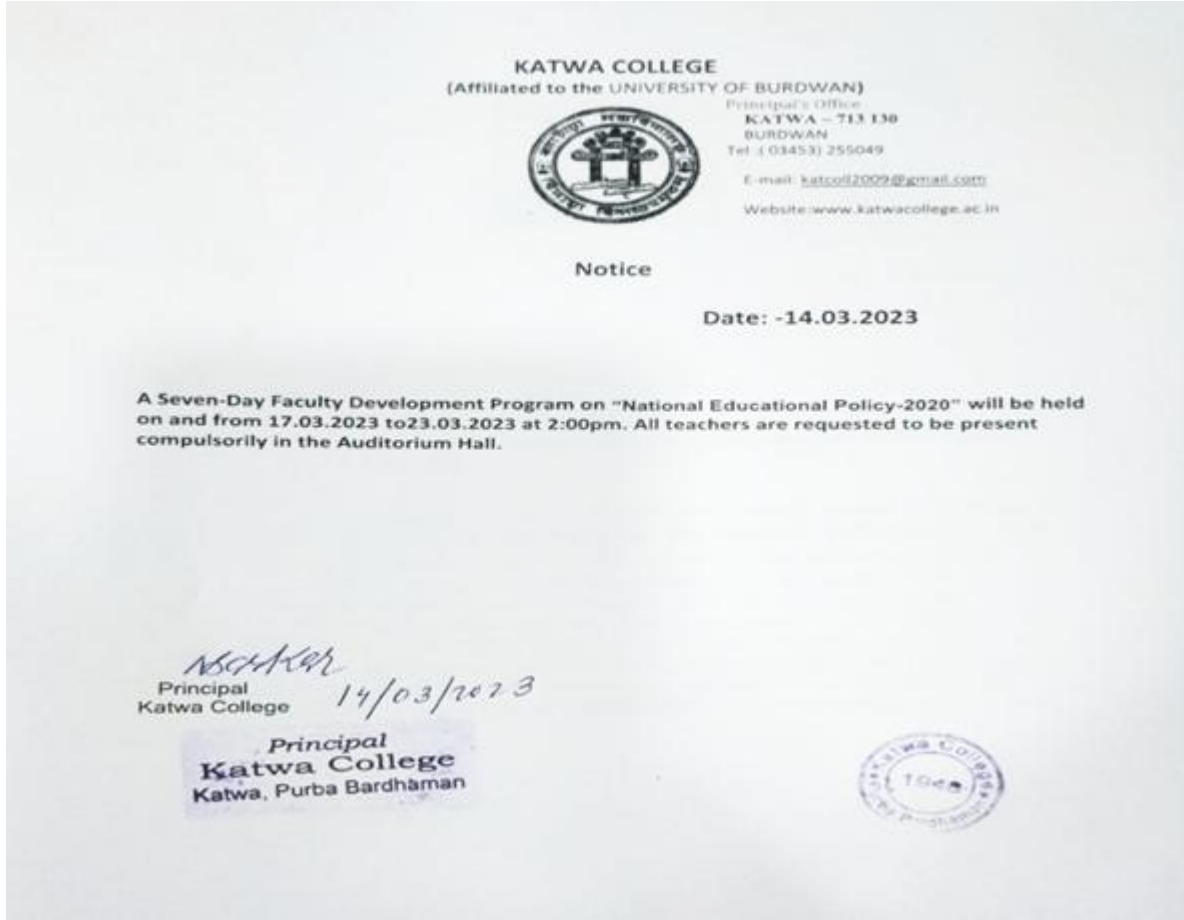 KATWA COLLEGE
(Affiliated to the UNIVERSITY OF BURDWAN)
Principal's Office
KATWA – 713 130
BURDWAN
Tel :( 03453) 255049
E-mail: katcoll2009@gmail.com
Website:www.katwacollege.ac.in
Notice
Date: -14.03.2023
A Seven-Day Faculty Development Program on “National Educational Policy-2020” will be held
on and from 17.03.2023 to23.03.2023 at 2:00pm. All teachers are requested to be present
compulsorily in the Auditorium Hall.
Principal
Katwa College
14/03/2023
Principal
Katwa College
Katwa, Purba Bardhaman
Katwa College